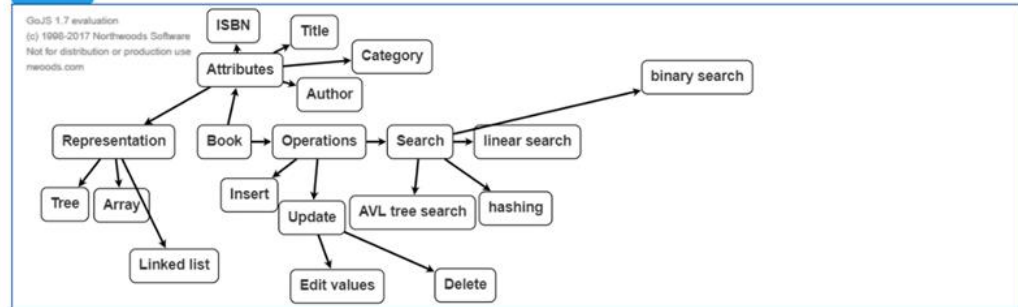 GoJS 1.7 evaluation
(c) 1998-2017 Northwoods Software
Not for distribution or production use
nwoods.com
ISBN
Title
Category
Attributes
Author
binary search
Representation
Book
Operations
Search
linear search
Tree
Array
Insert
Update
AVL tree search
hashing
Linked list
Edit values
Delete